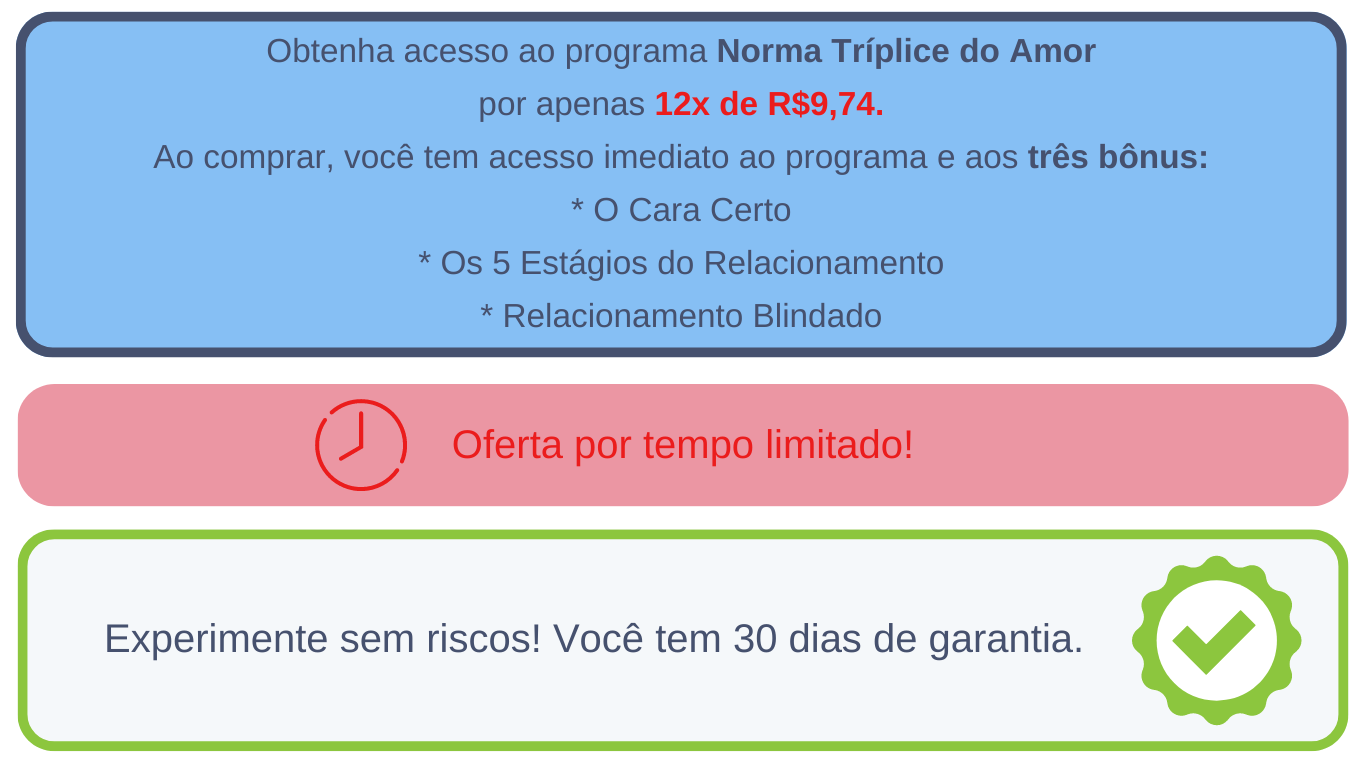 Obtenha acesso ao programa Norma Tríplice do Amor
por apenas 12x de R$9,74.
Ao comprar, você tem acesso imediato ao programa e aos três bônus:
* O Cara Certo
* Os 5 Estágios do Relacionamento
* Relacionamento Blindado
Oferta por tempo limitado!
Experimente sem riscos! Você tem 30 dias de garantia.